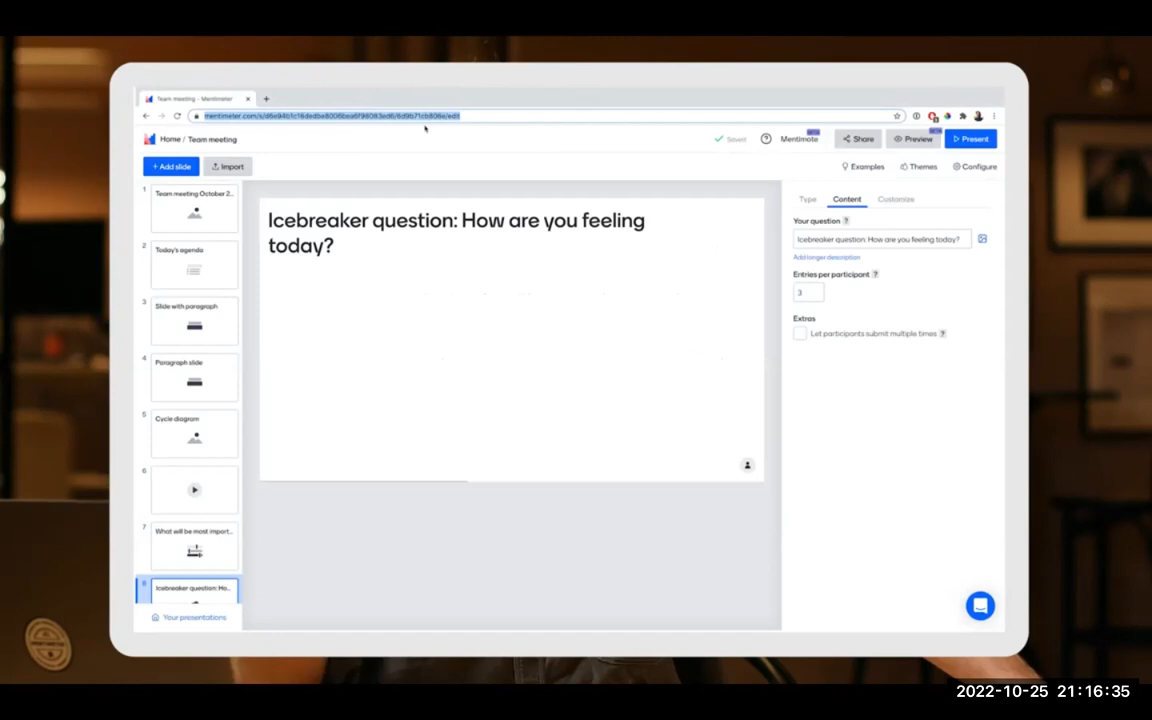 Team meeting - Mentimeter
Home / Team meeting
Saved
Mentimote
Share
Preview
Present
+ Add slide
Import
Examples
Themes
Configure
1
Team meeting October 2...
2
Today's agenda
3
Slide with paragraph
4
Paragraph slide
5
Cycle diagram
6
7
What will be most import...
8
Icebreaker question: Ho...
Your presentations
Icebreaker question: How are you feeling
today?
Type
Content
Customize
Your question ?
Icebreaker question: How are you feeling today?
Add longer description
Entries per participant ?
3
Extras
Let participants submit multiple times ?
2022-10-25 21:16:35